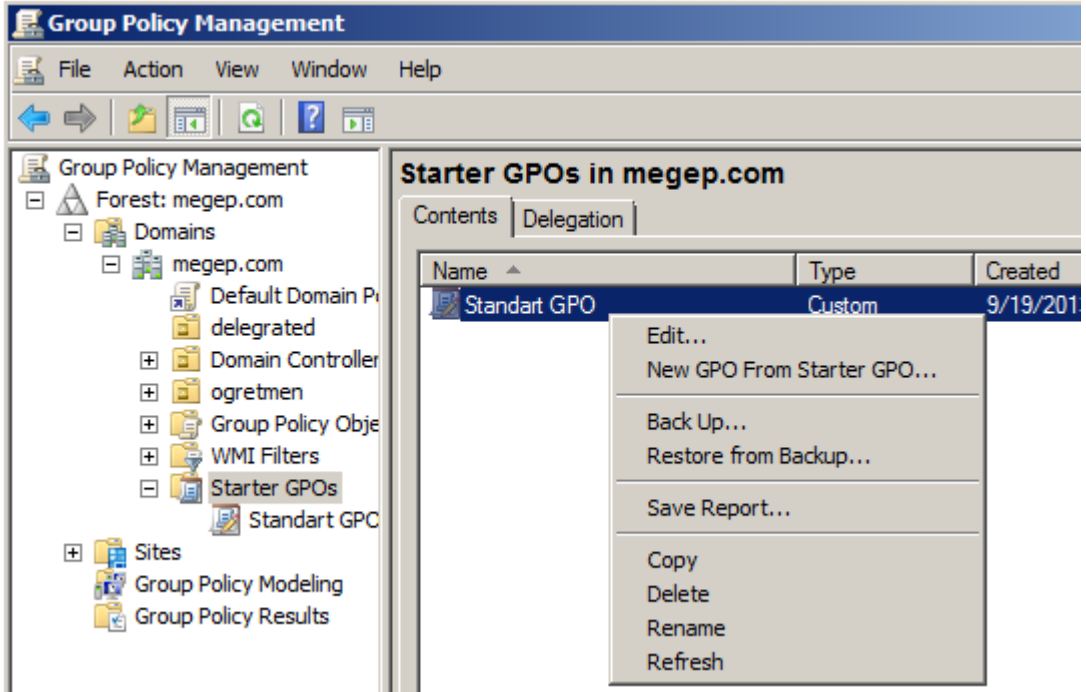 Group Policy Management
File Action View Window Help
Group Policy Management
Forest: megep.com
Domains
megep.com
Default Domain P
delegrated
Domain Controller
ogretmen
Group Policy Obje
WMI Filters
Starter GPOs
Standart GPO
Sites
Group Policy Modeling
Group Policy Results
Starter GPOs in megep.com
Contents Delegation
Name Type Created
Standart GPO Custom 9/19/201
Edit...
New GPO From Starter GPO...
Back Up...
Restore from Backup...
Save Report...
Copy
Delete
Rename
Refresh